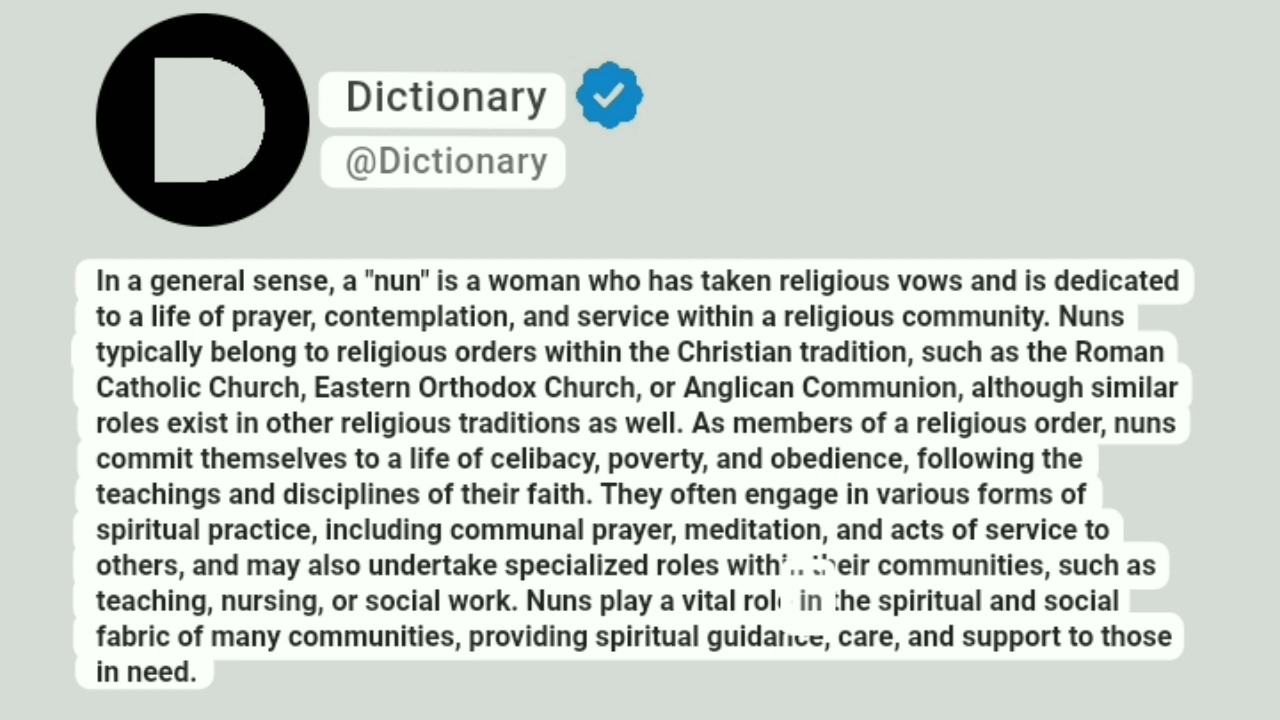 D
Dictionary
@Dictionary
In a general sense, a "nun" is a woman who has taken religious vows and is dedicated
to a life of prayer, contemplation, and service within a religious community. Nuns
typically belong to religious orders within the Christian tradition, such as the Roman
Catholic Church, Eastern Orthodox Church, or Anglican Communion, although similar
roles exist in other religious traditions as well. As members of a religious order, nuns
commit themselves to a life of celibacy, poverty, and obedience, following the
teachings and disciplines of their faith. They often engage in various forms of
spiritual practice, including communal prayer, meditation, and acts of service to
others, and may also undertake specialized roles within their communities, such as
teaching, nursing, or social work. Nuns play a vital role in the spiritual and social
fabric of many communities, providing spiritual guidance, care, and support to those
in need.